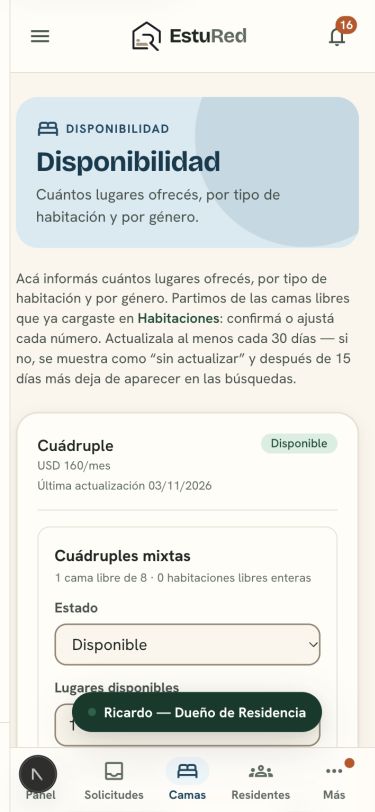 EstuRed
16
DISPONIBILIDAD
Disponibilidad
Cuántos lugares ofrecés, por tipo de
habitación y por género.
Acá informás cuántos lugares ofrecés, por tipo de
habitación y por género. Partimos de las camas libres
que ya cargaste en Habitaciones: confirmá o ajustá
cada número. Actualizala al menos cada 30 días — si
no, se muestra como “sin actualizar” y después de 15
días más deja de aparecer en las búsquedas.
Cuádruple
Disponible
USD 160/mes
Última actualización 03/11/2026
Cuádruples mixtas
1 cama libre de 8 · 0 habitaciones libres enteras
Estado
Disponible
Lugares disponibles
Ricardo — Dueño de Residencia
Panel
Solicitudes
Camas
Residentes
Más